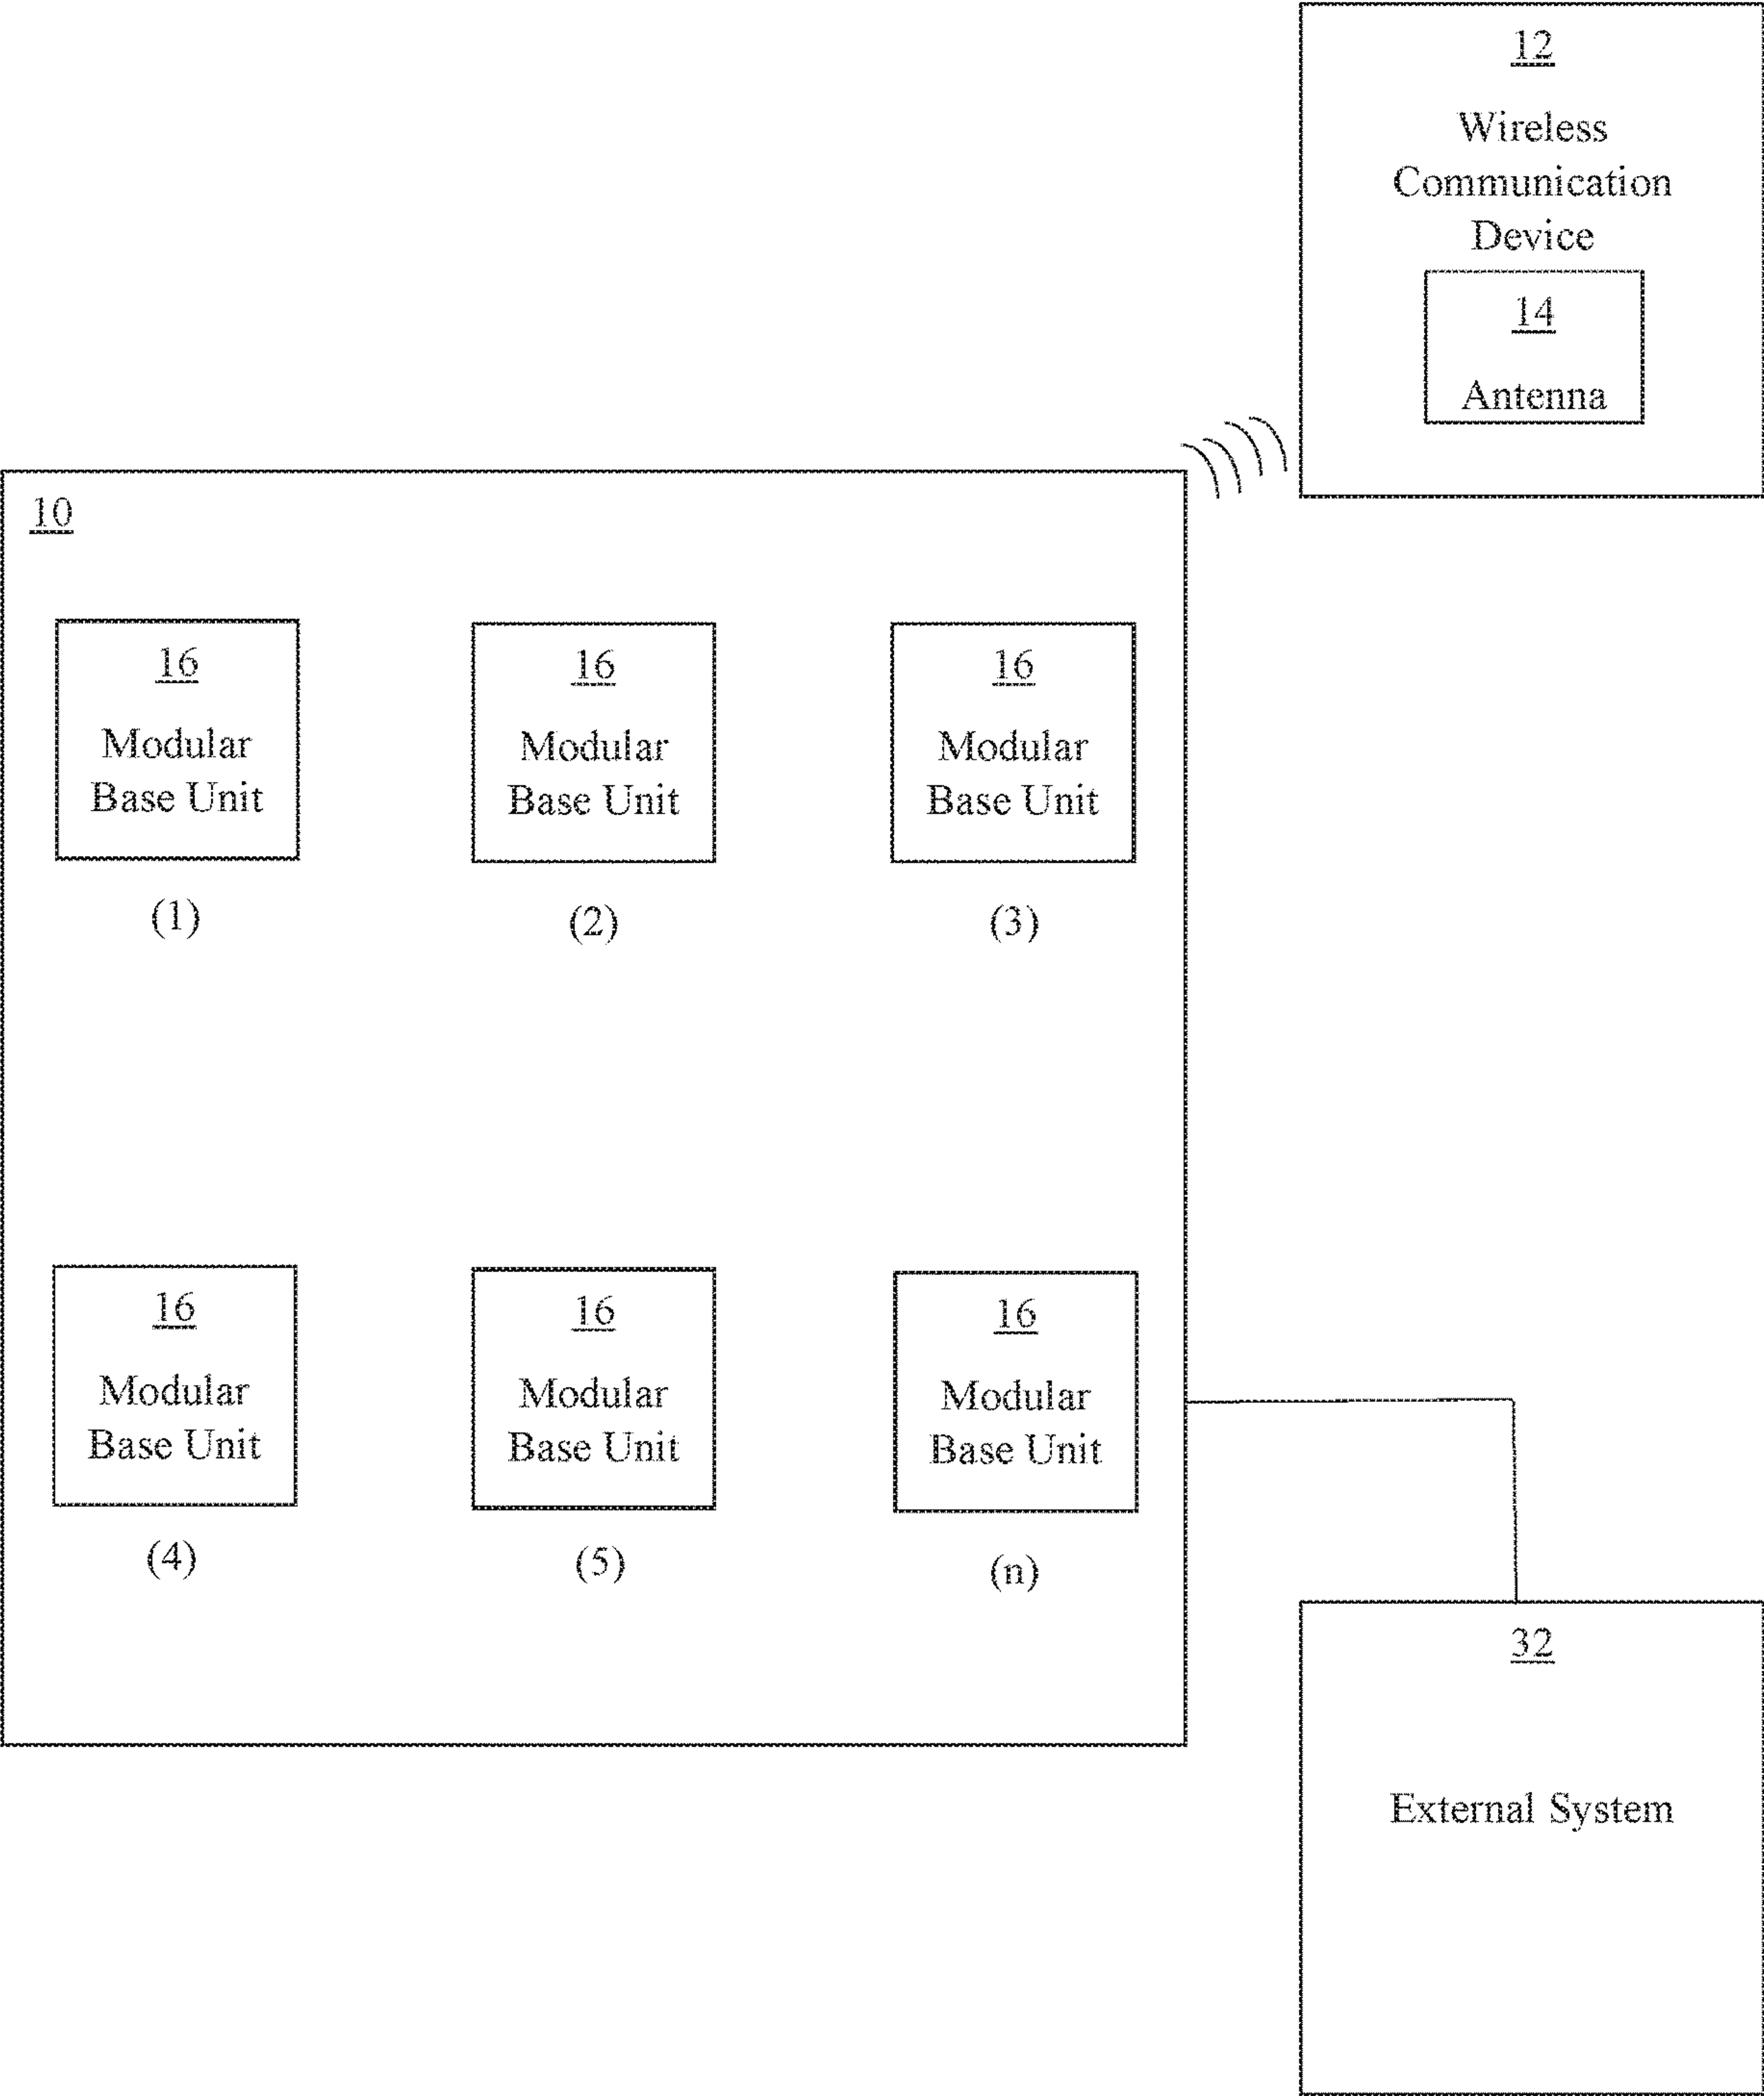 12
Wireless
Communication
Device
14
Antenna
10
16
Modular
Base Unit
(1)
16
Modular
Base Unit
(2)
16
Modular
Base Unit
(3)
16
Modular
Base Unit
(4)
16
Modular
Base Unit
(5)
16
Modular
Base Unit
(n)
32
External System